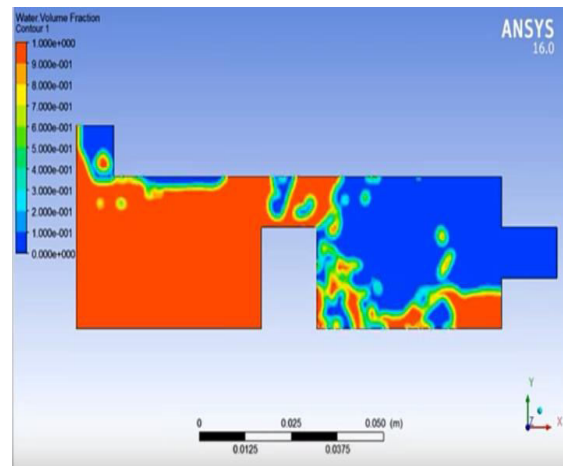 Water.Volume Fraction
Contour 1
1.000e+000
9.000e-001
8.000e-001
7.000e-001
6.000e-001
5.000e-001
4.000e-001
3.000e-001
2.000e-001
1.000e-001
0.000e+000
ANSYS
16.0
0 0.025 0.050 (m)
0.0125 0.0375
Y
Z X